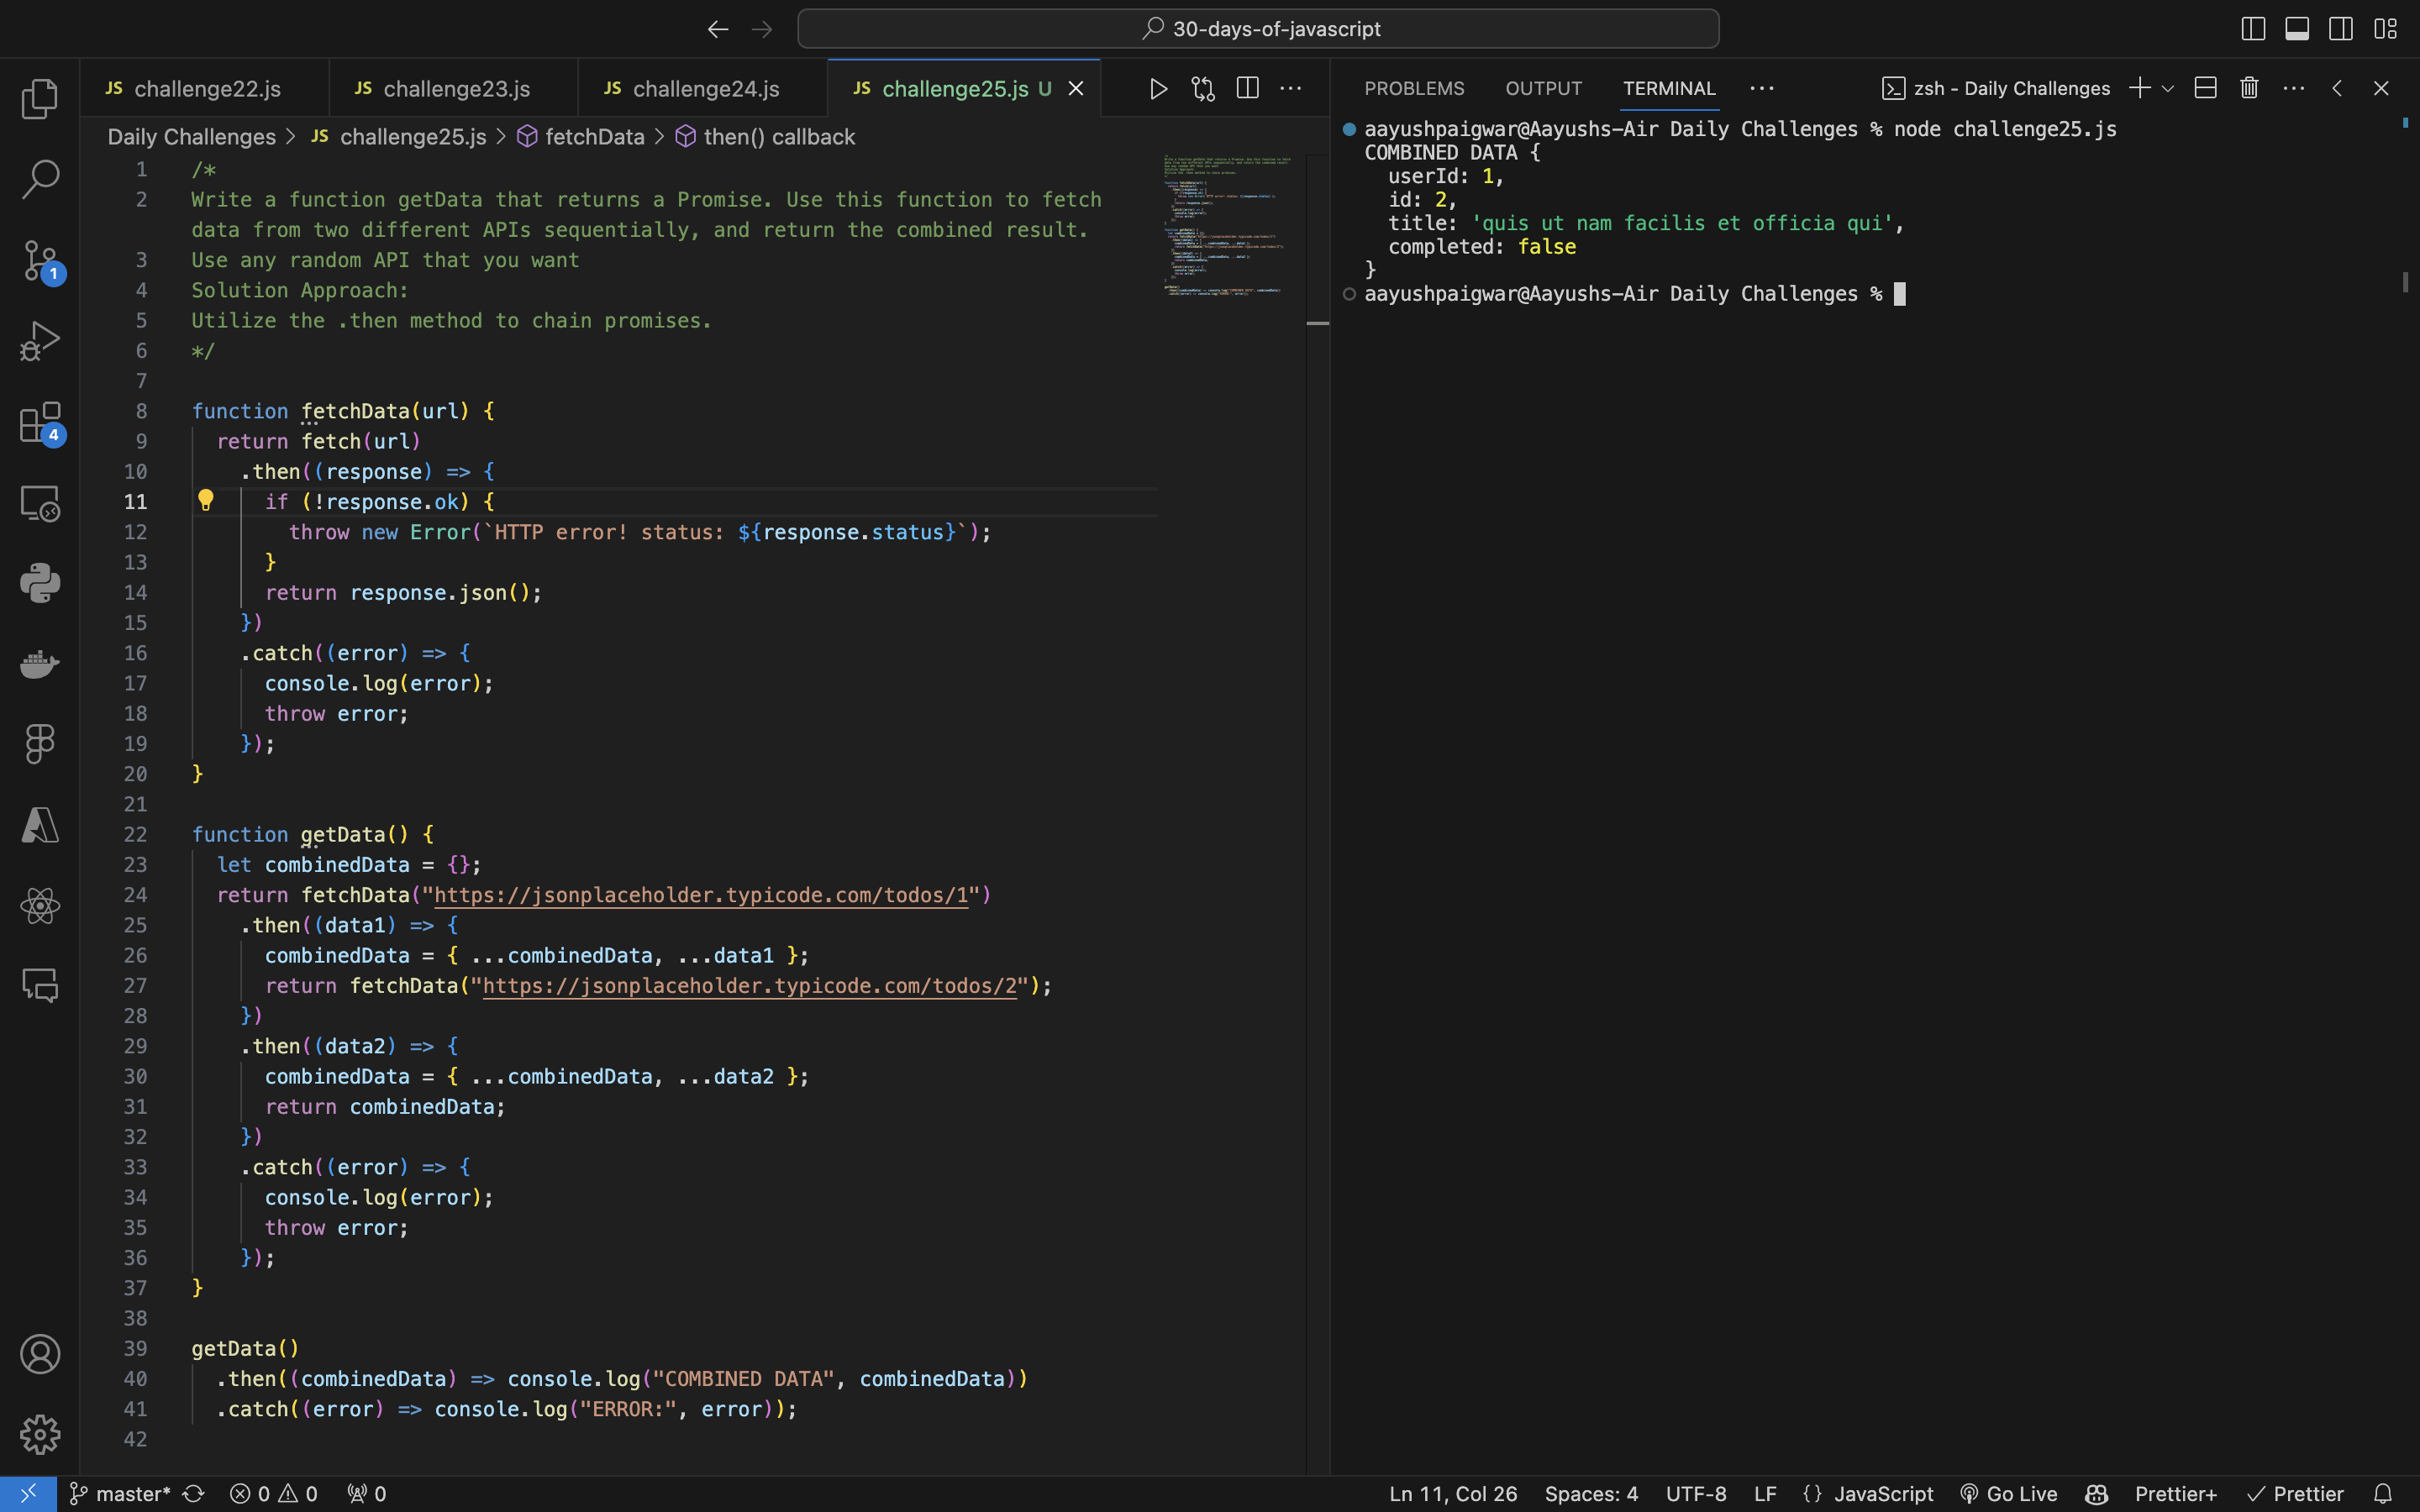 30-days-of-javascript
JS challenge22.js
JS challenge23.js
JS challenge24.js
JS challenge25.js U
Daily Challenges > JS challenge25.js > fetchData > then() callback
1 /*
2 Write a function getData that returns a Promise. Use this function to fetch
data from two different APIs sequentially, and return the combined result.
3 Use any random API that you want
4 Solution Approach:
5 Utilize the .then method to chain promises.
6 */
7
8 function fetchData(url) {
9 return fetch(url)
10 .then((response) => {
11 if (!response.ok) {
12 throw new Error(`HTTP error! status: ${response.status}`);
13 }
14 return response.json();
15 })
16 .catch((error) => {
17 console.log(error);
18 throw error;
19 });
20 }
21
22 function getData() {
23 let combinedData = {};
24 return fetchData("https://jsonplaceholder.typicode.com/todos/1")
25 .then((data1) => {
26 combinedData = { ...combinedData, ...data1 };
27 return fetchData("https://jsonplaceholder.typicode.com/todos/2");
28 })
29 .then((data2) => {
30 combinedData = { ...combinedData, ...data2 };
31 return combinedData;
32 })
33 .catch((error) => {
34 console.log(error);
35 throw error;
36 });
37 }
38
39 getData()
40 .then((combinedData) => console.log("COMBINED DATA", combinedData))
41 .catch((error) => console.log("ERROR:", error));
42
1
4
PROBLEMS OUTPUT TERMINAL ··· zsh - Daily Challenges
aayushpaigwar@Aayushs-Air Daily Challenges % node challenge25.js
COMBINED DATA {
userId: 1,
id: 2,
title: 'quis ut nam facilis et officia qui',
completed: false
}
aayushpaigwar@Aayushs-Air Daily Challenges %
master* 0 0 0 Ln 11, Col 26 Spaces: 4 UTF-8 LF {} JavaScript Go Live Prettier+ Prettier